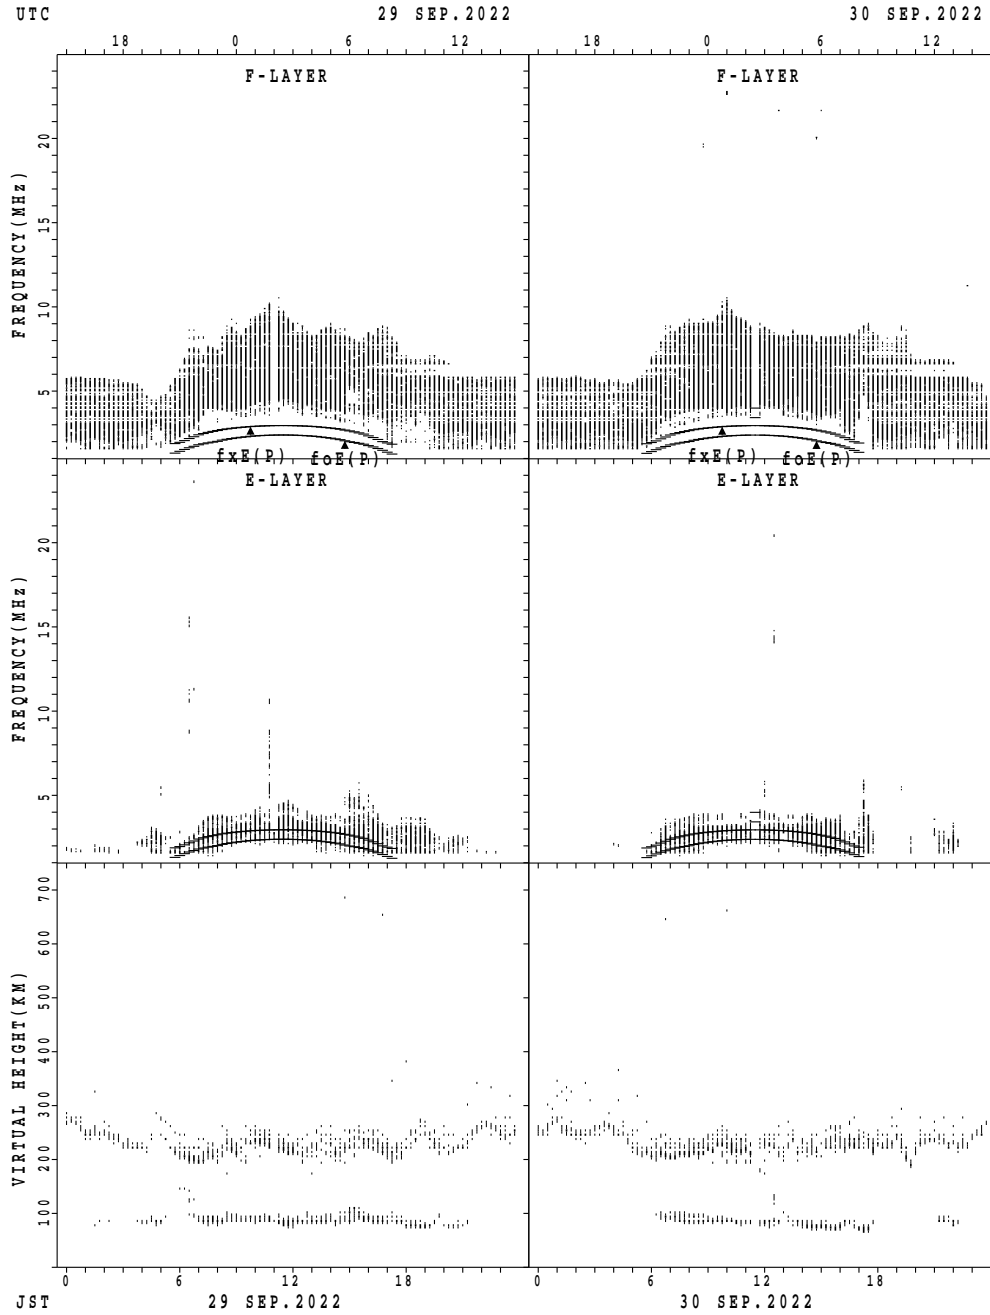 UTC 29 SEP.2022 30 SEP.2022
18 0 6 12 18 0 6 12
F-LAYER F-LAYER
FREQUENCY(MHz)
20
15
10
5
fxE(P) foE(P) fxE(P) foE(P)
E-LAYER E-LAYER
FREQUENCY(MHz)
20
15
10
5
VIRTUAL HEIGHT(KM)
700
600
500
400
300
200
100
0 6 12 18 0 6 12 18
JST 29 SEP.2022 30 SEP.2022